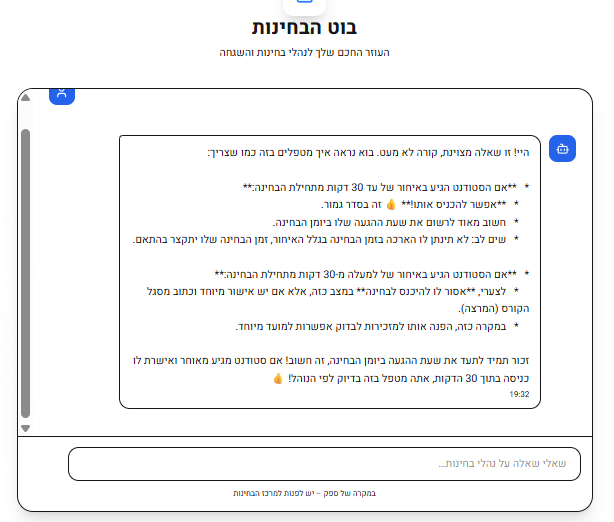 בוט הבחינות
העוזר החכם שלך לנהלי בחינות והשגחה
היי! זו שאלה מצוינת, קורה לא מעט. בוא נראה איך מטפלים בזה כמו שצריך:
* **אם הסטודנט הגיע באיחור של עד 30 דקות מתחילת הבחינה:**
* **אפשר להכניס אותו!** 👍 זה בסדר גמור.
* חשוב מאוד לרשום את שעת ההגעה שלו ביומן הבחינה.
* שים לב: לא תינתן לו הארכה בזמן הבחינה בגלל האיחור, זמן הבחינה שלו יתקצר בהתאם.
* **אם הסטודנט הגיע באיחור של למעלה מ-30 דקות מתחילת הבחינה:**
* לצערי, **אסור לו להיכנס לבחינה** במצב כזה, אלא אם יש אישור מיוחד וכתוב מסגל
הקורס (המרצה).
* במקרה כזה, הפנה אותו למזכירות לבדוק אפשרות למועד מיוחד.
זכור תמיד לתעד את שעת ההגעה ביומן הבחינה, זה חשוב! אם סטודנט מגיע מאוחר ואישרת לו
כניסה בתוך 30 הדקות, אתה מטפל בזה בדיוק לפי הנוהל! 👍
19:32
שאלי שאלה על נהלי בחינות...
במקרה של ספק – יש לפנות למרכז הבחינות